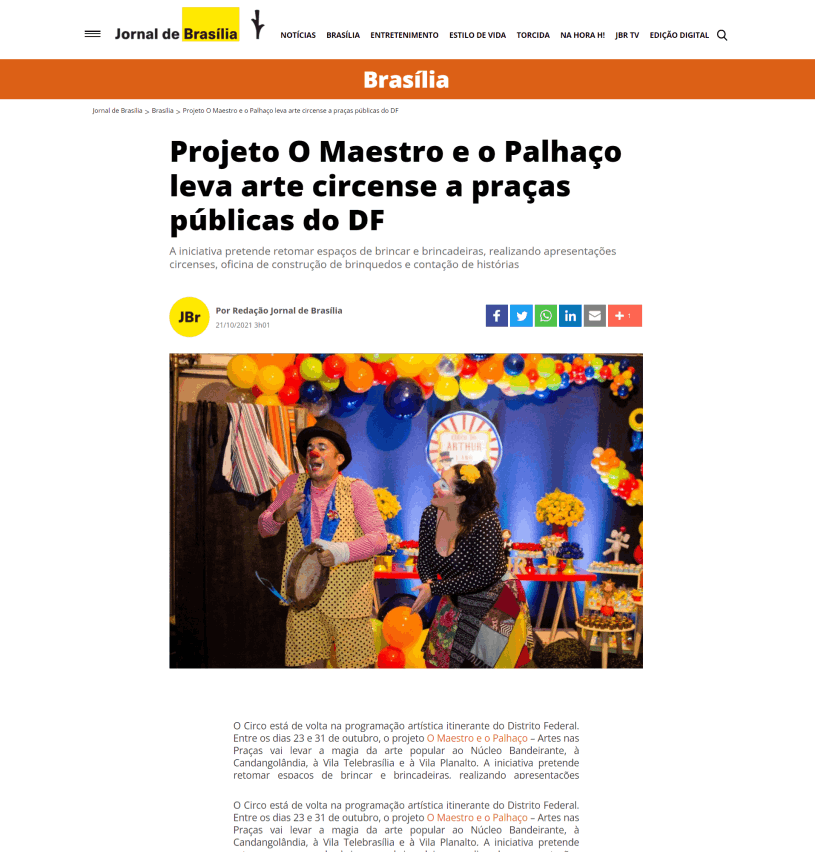 Jornal de Brasília
NOTÍCIAS BRASÍLIA ENTRETENIMENTO ESTILO DE VIDA TORCIDA NA HORA H! JBR TV EDIÇÃO DIGITAL
Brasília
Jornal de Brasília > Brasília > Projeto O Maestro e o Palhaço leva arte circense a praças públicas do DF
Projeto O Maestro e o Palhaço
leva arte circense a praças
públicas do DF
A iniciativa pretende retomar espaços de brincar e brincadeiras, realizando apresentações
circenses, oficina de construção de brinquedos e contação de histórias
JBr
Por Redação Jornal de Brasília
21/10/2021 3h01
1
ARTHUR
O Circo está de volta na programação artística itinerante do Distrito Federal.
Entre os dias 23 e 31 de outubro, o projeto O Maestro e o Palhaço – Artes nas
Praças vai levar a magia da arte popular ao Núcleo Bandeirante, à
Candangolândia, à Vila Telebrasília e à Vila Planalto. A iniciativa pretende
retomar espaços de brincar e brincadeiras, realizando apresentações
O Circo está de volta na programação artística itinerante do Distrito Federal.
Entre os dias 23 e 31 de outubro, o projeto O Maestro e o Palhaço – Artes nas
Praças vai levar a magia da arte popular ao Núcleo Bandeirante, à
Candangolândia, à Vila Telebrasília e à Vila Planalto. A iniciativa pretende